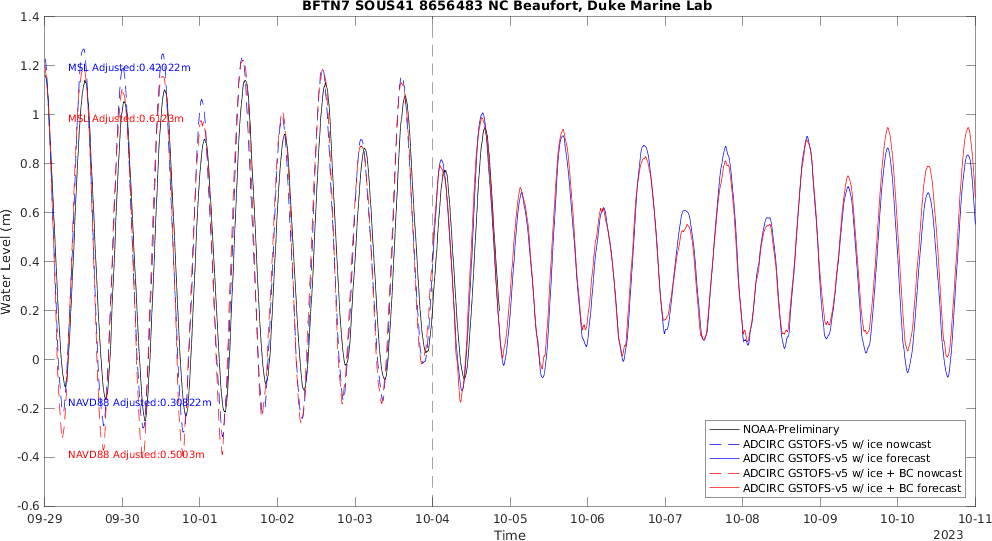 BFTN7 SOUS41 8656483 NC Beaufort, Duke Marine Lab
1.4
1.2
1
0.8
0.6
0.4
0.2
0
-0.2
-0.4
-0.6
Water Level (m)
MSL Adjusted:0.42022m
MSL Adjusted:0.6123m
NAVD88 Adjusted:0.30822m
NAVD88 Adjusted:0.5003m
NOAA-Preliminary
ADCIRC GSTOFS-v5 w/ ice nowcast
ADCIRC GSTOFS-v5 w/ ice forecast
ADCIRC GSTOFS-v5 w/ ice + BC nowcast
ADCIRC GSTOFS-v5 w/ ice + BC forecast
09-29 09-30 10-01 10-02 10-03 10-04 10-05 10-06 10-07 10-08 10-09 10-10 10-11
Time
2023